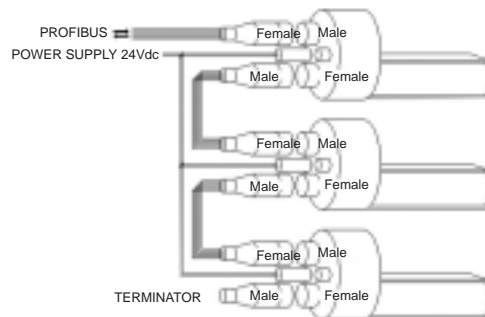 PROFIBUS
Female Male
POWER SUPPLY 24Vdc
Male Female
Female Male
Male Female
Female Male
TERMINATOR Male Female